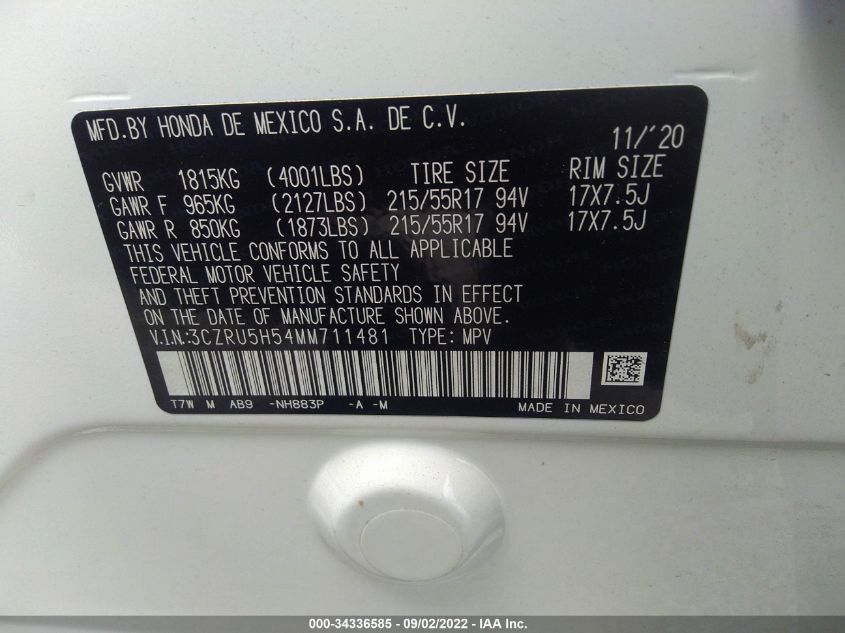 MFD.BY HONDA DE MEXICO S.A. DE C.V.
11/'20
GVWR 1815KG (4001LBS) TIRE SIZE RIM SIZE
GAWR F 965KG (2127LBS) 215/55R17 94V 17X7.5J
GAWR R 850KG (1873LBS) 215/55R17 94V 17X7.5J
THIS VEHICLE CONFORMS TO ALL APPLICABLE
FEDERAL MOTOR VEHICLE SAFETY
AND THEFT PREVENTION STANDARDS IN EFFECT
ON THE DATE OF MANUFACTURE SHOWN ABOVE.
V.I.N:3CZRU5H54MM711481 TYPE: MPV
T7W M AB9 -NH883P -A -M MADE IN MEXICO
000-34336585 - 09/02/2022 - IAA Inc.